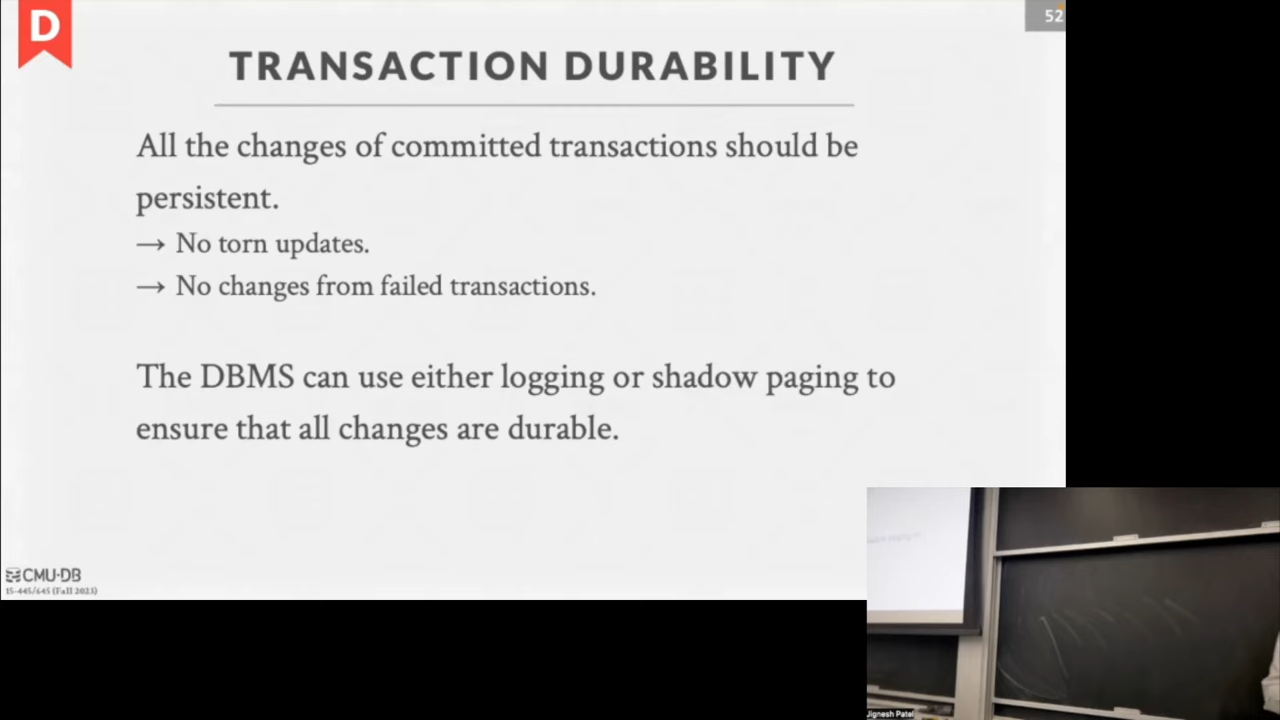 D
52
TRANSACTION DURABILITY
All the changes of committed transactions should be
persistent.
→ No torn updates.
→ No changes from failed transactions.
The DBMS can use either logging or shadow paging to
ensure that all changes are durable.
CMU·DB
15-445/645 (Fall 2023)
Jignesh Patel